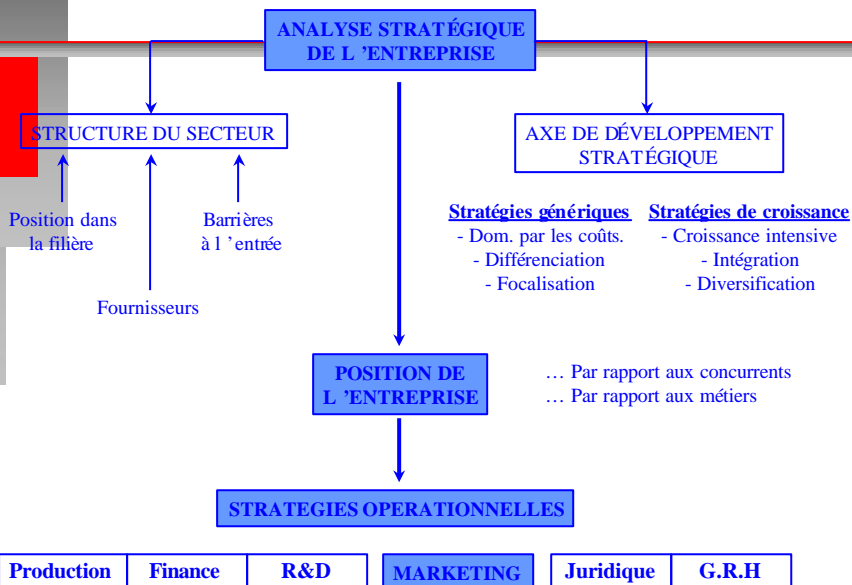 ANALYSE STRATÉGIQUE
DE L ’ENTREPRISE
STRUCTURE DU SECTEUR
AXE DE DÉVELOPPEMENT
STRATÉGIQUE
Position dans
la filière
Barrières
à l ’entrée
Fournisseurs
Stratégies génériques
- Dom. par les coûts.
- Différenciation
- Focalisation
Stratégies de croissance
- Croissance intensive
- Intégration
- Diversification
POSITION DE
L ’ENTREPRISE
… Par rapport aux concurrents
… Par rapport aux métiers
STRATEGIES OPERATIONNELLES
Production Finance R&D MARKETING Juridique G.R.H